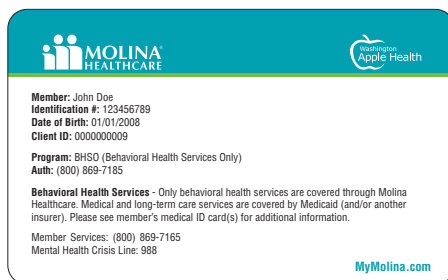 MOLINA®
HEALTHCARE
Washington
Apple Health
Member: John Doe
Identification #: 123456789
Date of Birth: 01/01/2008
Client ID: 0000000009
Program: BHSO (Behavioral Health Services Only)
Auth: (800) 869-7185
Behavioral Health Services - Only behavioral health services are covered through Molina
Healthcare. Medical and long-term care services are covered by Medicaid (and/or another
insurer). Please see member's medical ID card(s) for additional information.
Member Services: (800) 869-7165
Mental Health Crisis Line: 988
MyMolina.com